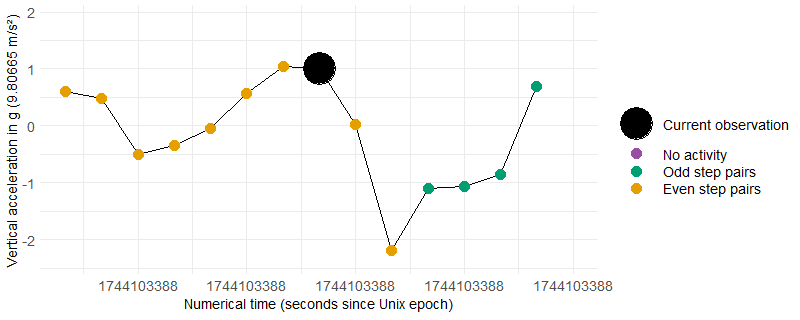 Vertical acceleration in g (9.80665 m/s²)
2
1
0
-1
-2
1744103388 1744103388 1744103388 1744103388 1744103388
Numerical time (seconds since Unix epoch)
Current observation
No activity
Odd step pairs
Even step pairs